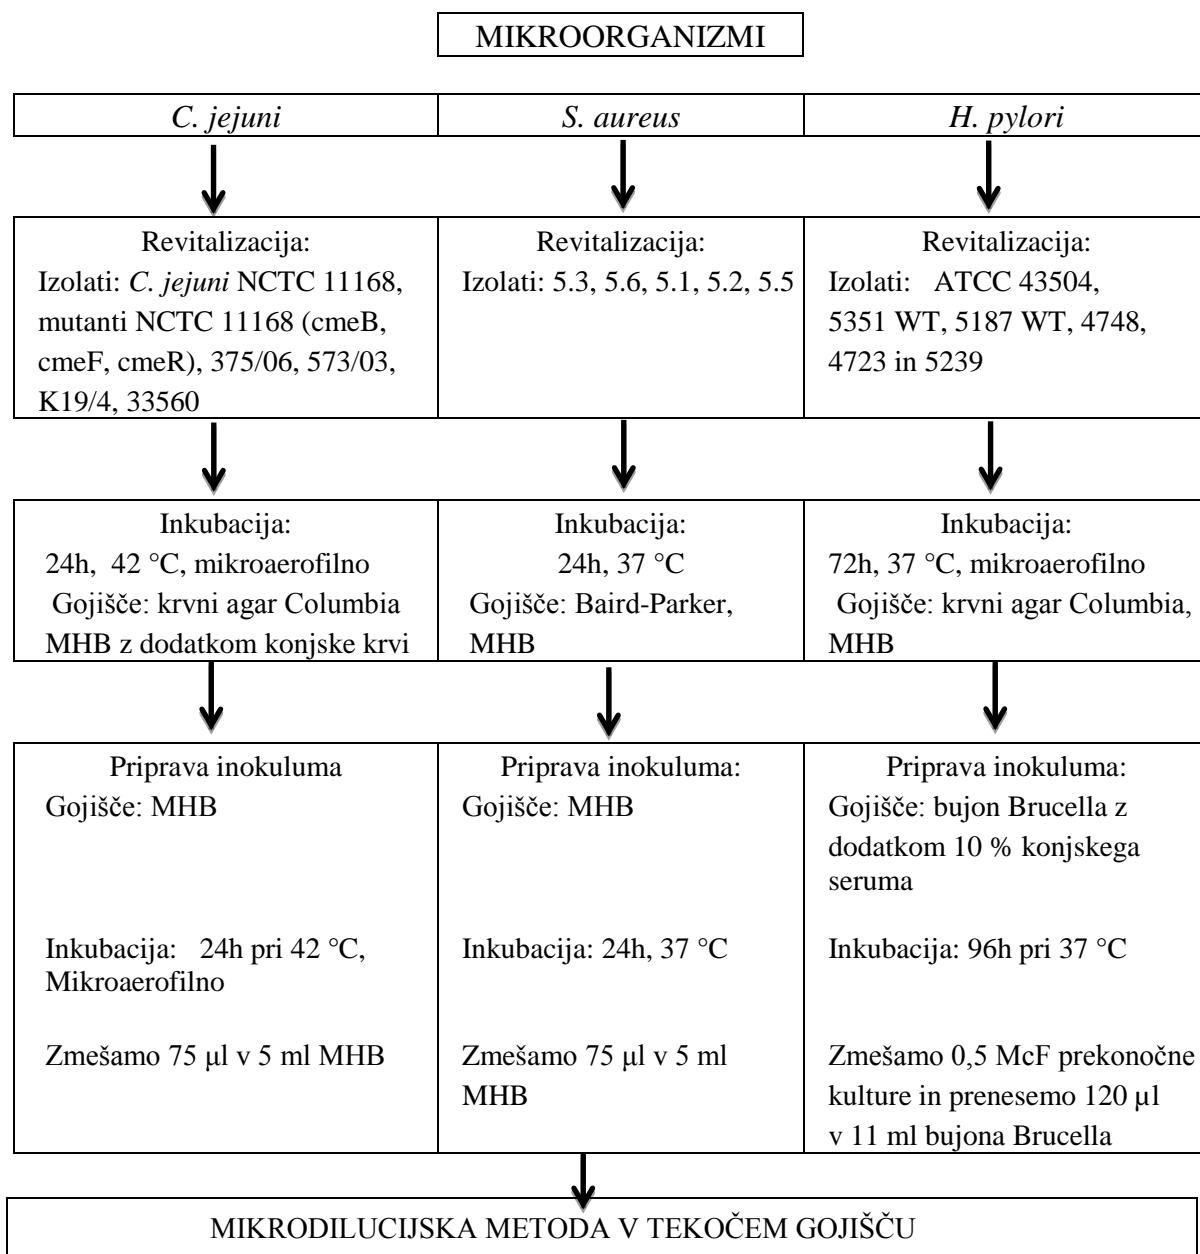 MIKROORGANIZMI
C. jejuni
S. aureus
H. pylori
Revitalizacija:
Izolati: C. jejuni NCTC 11168,
mutanti NCTC 11168 (cmeB,
cmeF, cmeR), 375/06, 573/03,
K19/4, 33560
Revitalizacija:
Izolati: 5.3, 5.6, 5.1, 5.2, 5.5
Revitalizacija:
Izolati: ATCC 43504,
5351 WT, 5187 WT, 4748,
4723 in 5239
Inkubacija:
24h, 42 °C, mikroaerofilno
Gojišče: krvni agar Columbia
MHB z dodatkom konjske krvi
Inkubacija:
24h, 37 °C
Gojišče: Baird-Parker,
MHB
Inkubacija:
72h, 37 °C, mikroaerofilno
Gojišče: krvni agar Columbia,
MHB
Priprava inokuluma
Gojišče: MHB
Inkubacija: 24h pri 42 °C,
Mikroaerofilno
Zmešamo 75 µl v 5 ml MHB
Priprava inokuluma:
Gojišče: MHB
Inkubacija: 24h, 37 °C
Zmešamo 75 µl v 5 ml
MHB
Priprava inokuluma:
Gojišče: bujon Brucella z
dodatkom 10 % konjskega
seruma
Inkubacija: 96h pri 37 °C
Zmešamo 0,5 McF prekonočne
kulture in prenesemo 120 µl
v 11 ml bujona Brucella
MIKRODILUCIJSKA METODA V TEKOČEM GOJIŠČU